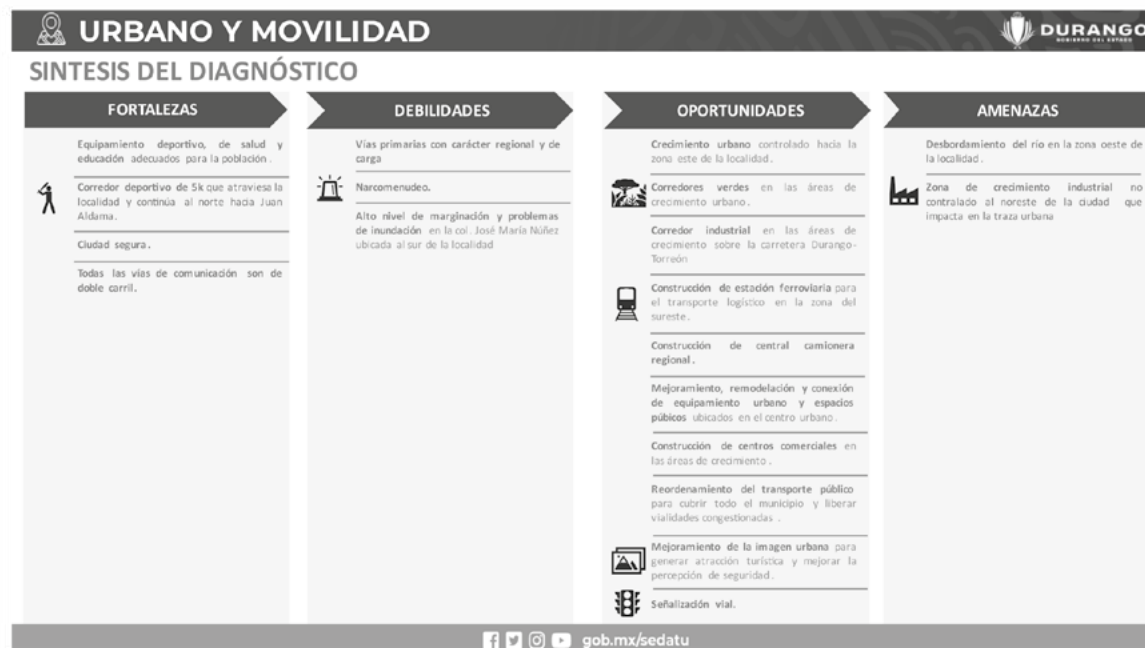 URBANO Y MOVILIDAD
DURANGO
GOBIERNO DEL ESTADO
SINTESIS DEL DIAGNÓSTICO
FORTALEZAS
Equipamiento deportivo, de salud y
educación adecuados para la población.
Corredor deportivo de 5k que atraviesa la
localidad y continúa al norte hacia Juan
Aldama.
Ciudad segura.
Todas las vías de comunicación son de
doble carril.
DEBILIDADES
Vías primarias con carácter regional y de
carga
Narcomenudeo.
Alto nivel de marginación y problemas
de inundación en la col. José María Núñez
ubicada al sur de la localidad
OPORTUNIDADES
Crecimiento urbano controlado hacia la
zona este de la localidad.
Corredores verdes en las áreas de
crecimiento urbano.
Corredor industrial en las áreas de
crecimiento sobre la carretera Durango-
Torreón
Construcción de estación ferroviaria para
el transporte logístico en la zona del
sureste.
Construcción de central camionera
regional.
Mejoramiento, remodelación y conexión
de equipamiento urbano y espacios
púbicos ubicados en el centro urbano.
Construcción de centros comerciales en
las áreas de crecimiento.
Reordenamiento del transporte público
para cubrir todo el municipio y liberar
vialidades congestionadas.
Mejoramiento de la imagen urbana para
generar atracción turística y mejorar la
percepción de seguridad.
Señalización vial.
AMENAZAS
Desbordamiento del río en la zona oeste de
la localidad.
Zona de crecimiento industrial no
contralado al noreste de la ciudad que
impacta en la traza urbana
gob.mx/sedatu